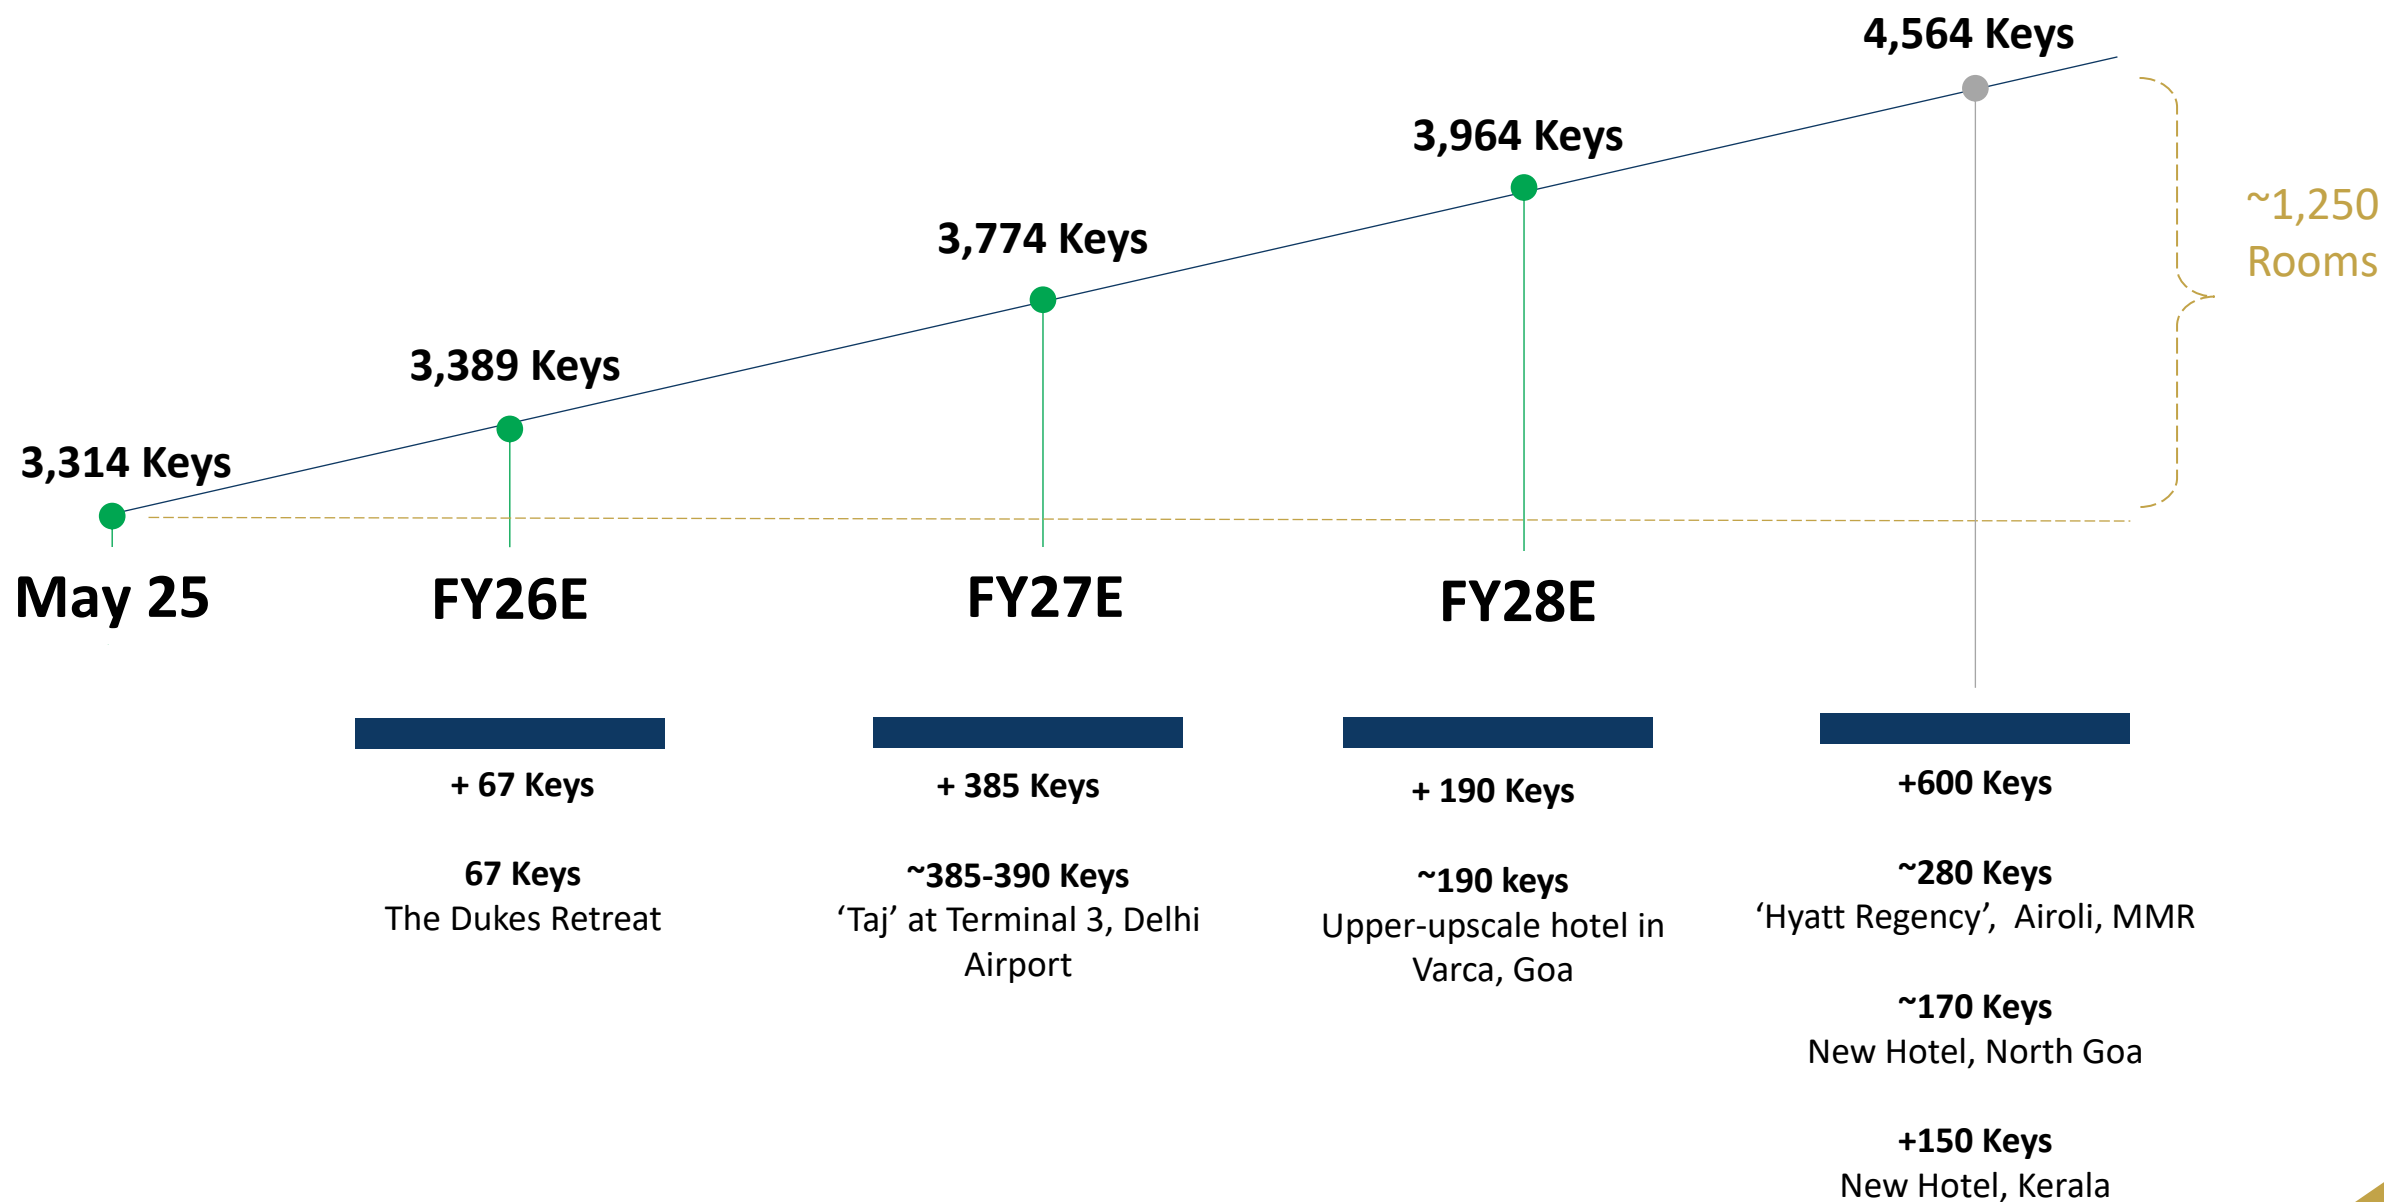 4,564 Keys
3,964 Keys
~1,250
Rooms
3,774 Keys
3,389 Keys
3,314 Keys
May 25
FY26E
FY27E
FY28E
+ 67 Keys
67 Keys
The Dukes Retreat
+ 385 Keys
~385-390 Keys
‘Taj’ at Terminal 3, Delhi
Airport
+ 190 Keys
~190 keys
Upper-upscale hotel in
Varca, Goa
+600 Keys
~280 Keys
‘Hyatt Regency’,  Airoli, MMR
~170 Keys
New Hotel, North Goa
+150 Keys
New Hotel, Kerala